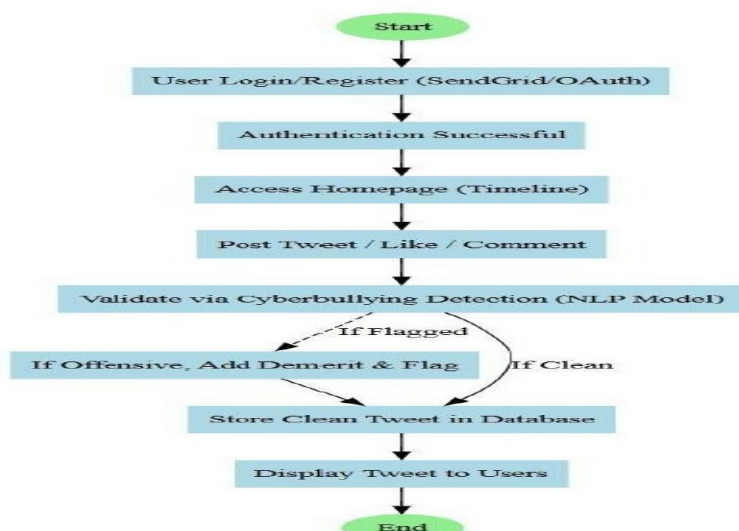 Start
User Login/Register (SendGrid/OAuth)
Authentication Successful
Access Homepage (Timeline)
Post Tweet / Like / Comment
Validate via Cyberbullying Detection (NLP Model)
If Flagged
If Offensive, Add Demerit & Flag
If Clean
Store Clean Tweet in Database
Display Tweet to Users
End